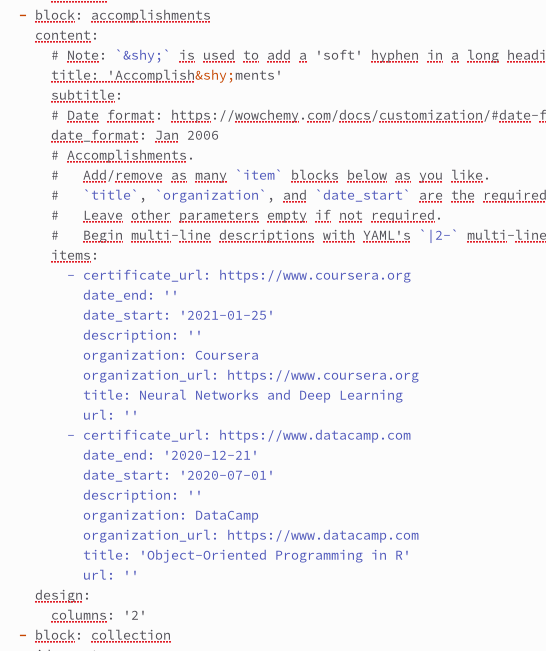 - block: accomplishments
content:
# Note: `&shy;` is used to add a 'soft' hyphen in a long headi
title: 'Accomplish&shy;ments'
subtitle:
# Date format: https://wowchemy.com/docs/customization/#date-f
date_format: Jan 2006
# Accomplishments.
#   Add/remove as many `item` blocks below as you like.
#   `title`, `organization`, and `date_start` are the required
#   Leave other parameters empty if not required.
#   Begin multi-line descriptions with YAML's `|2-` multi-line
items:
- certificate_url: https://www.coursera.org
date_end: ''
date_start: '2021-01-25'
description: ''
organization: Coursera
organization_url: https://www.coursera.org
title: Neural Networks and Deep Learning
url: ''
- certificate_url: https://www.datacamp.com
date_end: '2020-12-21'
date_start: '2020-07-01'
description: ''
organization: DataCamp
organization_url: https://www.datacamp.com
title: 'Object-Oriented Programming in R'
url: ''
design:
columns: '2'
- block: collection